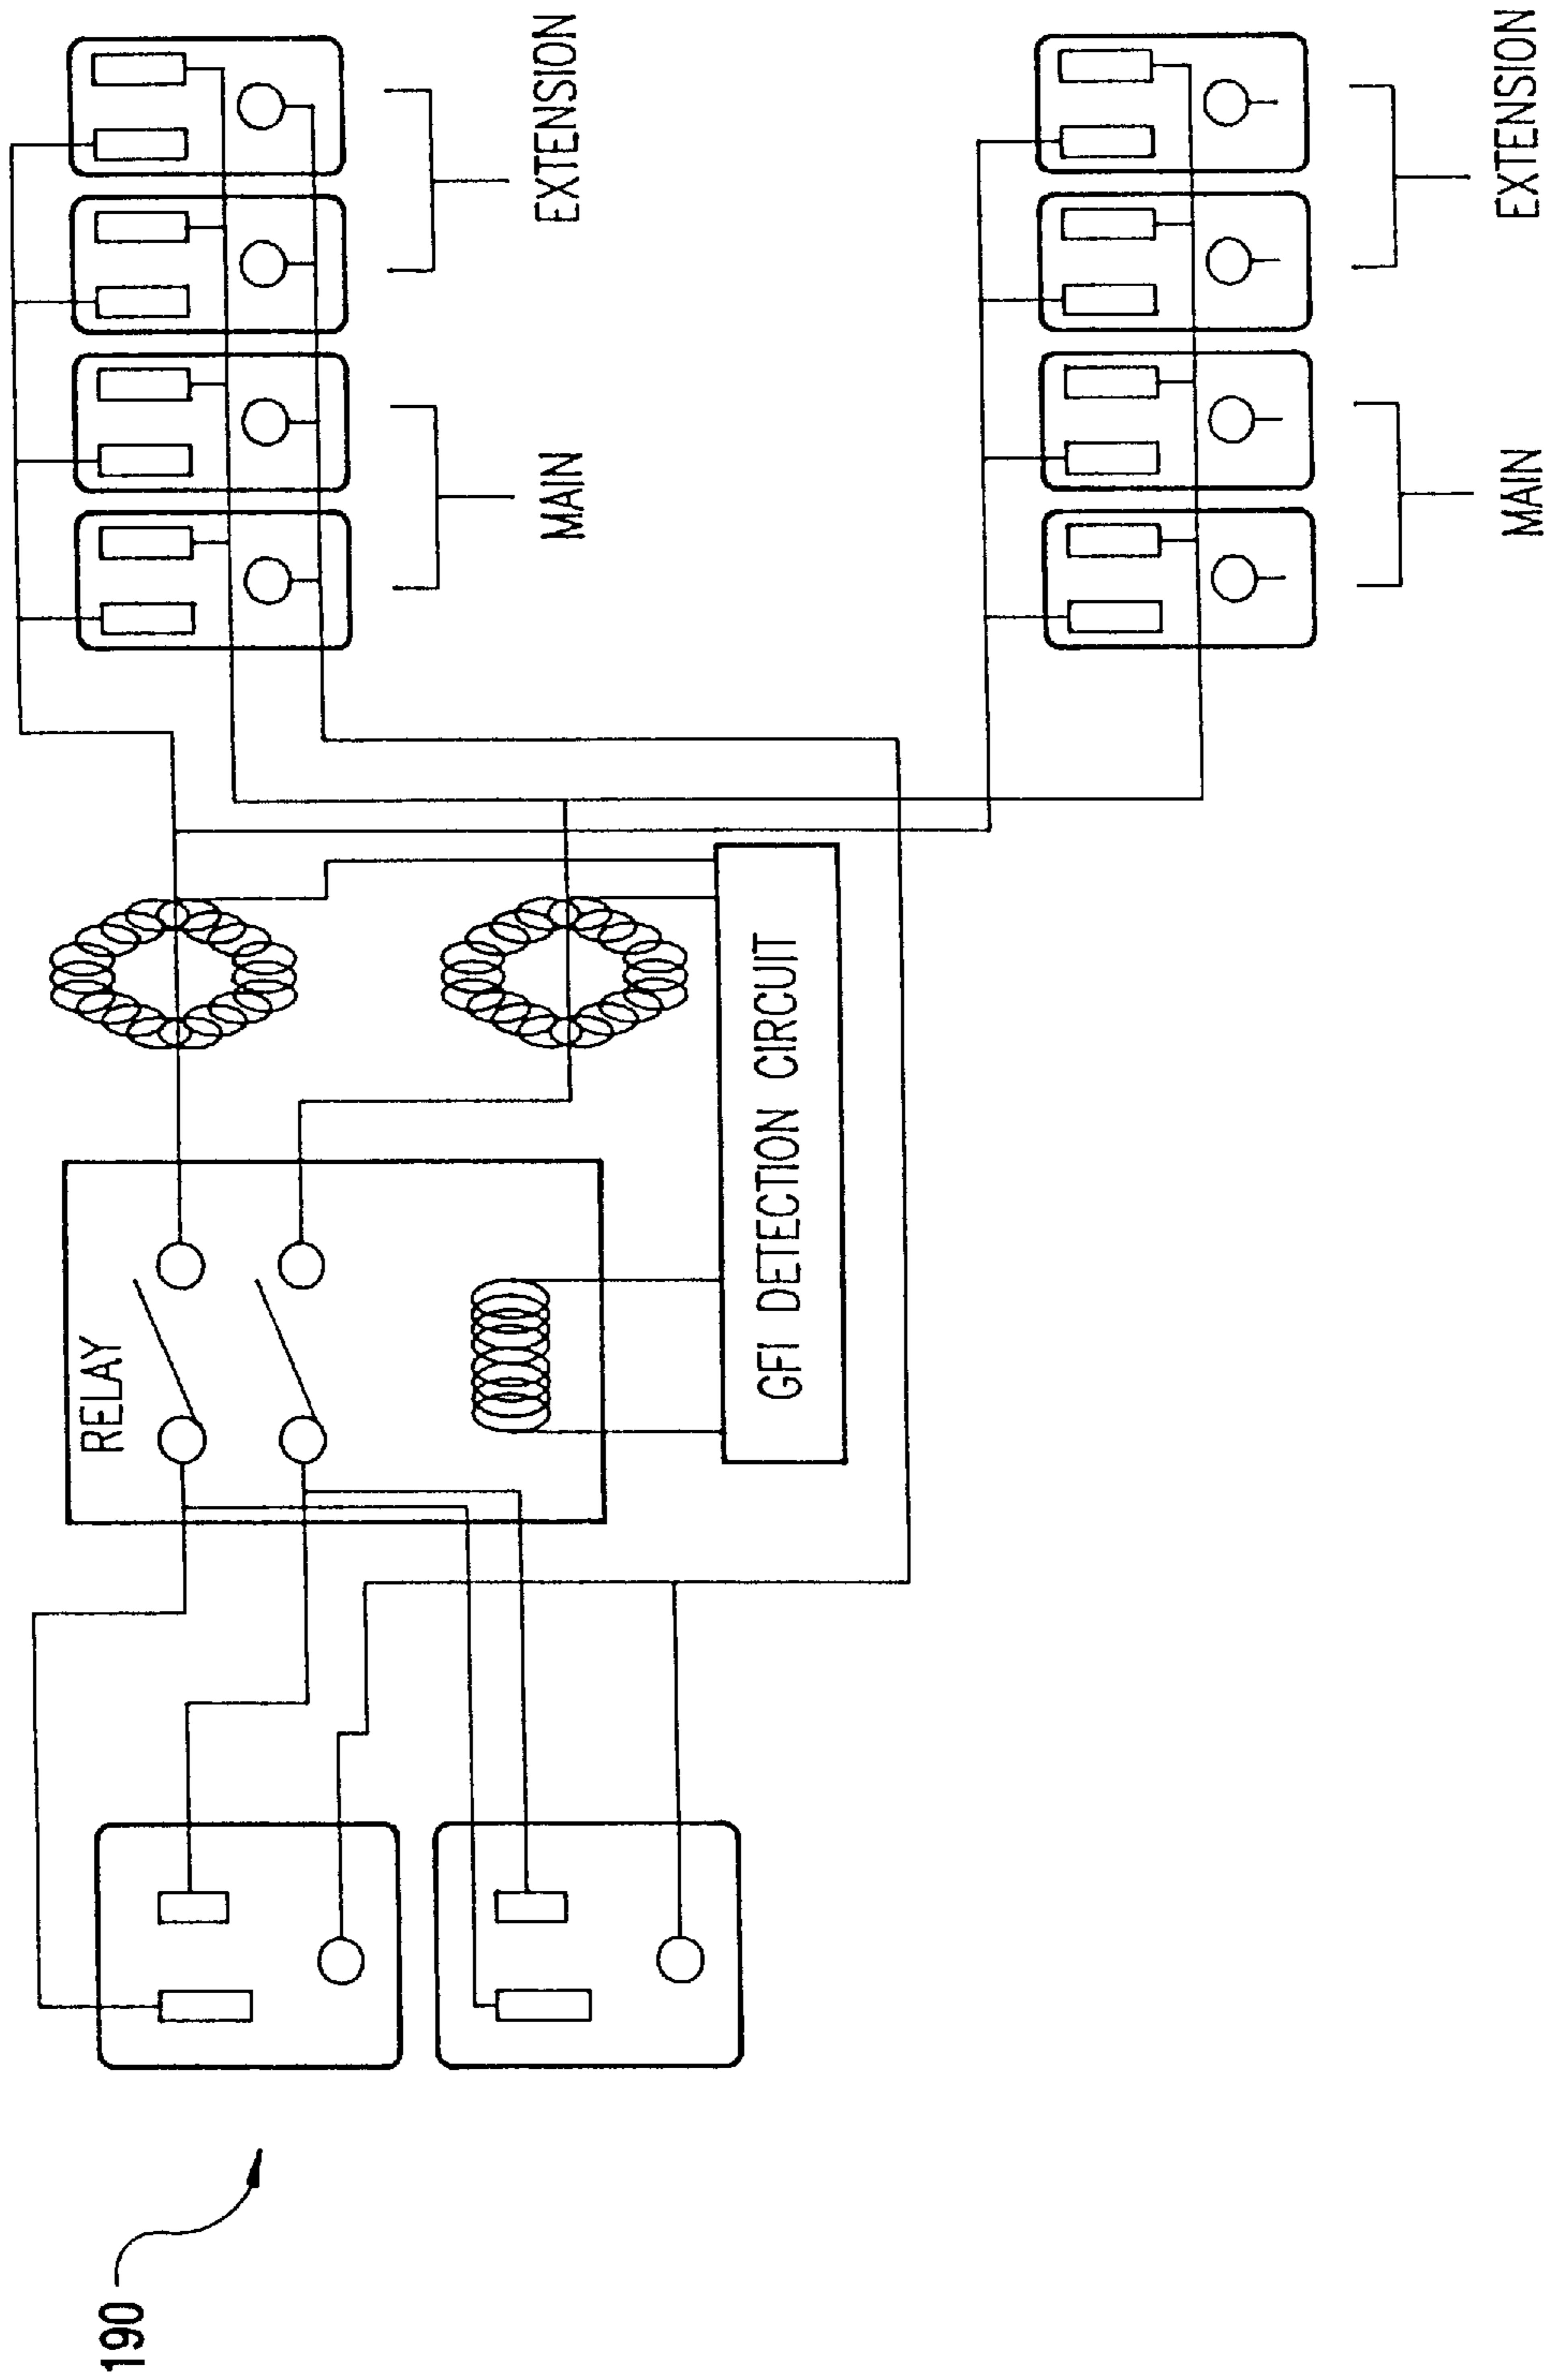 EXTENSION
MAIN
EXTENSION
MAIN
RELAY
GFI DETECTION CIRCUIT
190